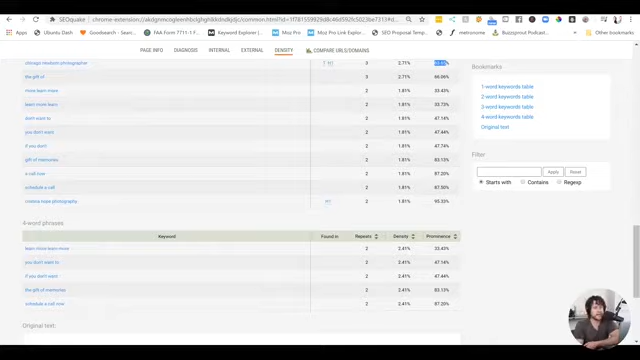 SEOquake
chrome-extension://akdgnmcogleenhbclghghlkkdndkjdjc/common.html?id=1f781559829d8c46d592fc5023be7313#density
Apps
Ubuntu Dash
Goodsearch - Searc...
FAA Form 7711-1 C...
Keyword Explorer |...
Moz Pro
Moz Pro Link Explor...
SEO Proposal Temp...
metronome
Buzzsprout Podcast...
Other bookmarks
PAGE INFO
DIAGNOSIS
INTERNAL
EXTERNAL
DENSITY
COMPARE URLS/DOMAINS
chicago newborn photographer 3 2.71%
the gift of 3 2.71% 66.06%
more learn more 2 1.81% 33.43%
learn more learn 2 1.81% 33.73%
don't want to 2 1.81% 47.14%
you don't want 2 1.81% 47.44%
if you don't 2 1.81% 47.74%
gift of memories. 2 1.81% 83.13%
a call now 2 1.81% 87.20%
schedule a call 2 1.81% 87.50%
cristina hope photography 2 1.81% 95.33%
4-word phrases
Keyword Found in Repeats Density Prominence
learn more learn more 2 2.41% 33.43%
you don't want to 2 2.41% 47.14%
if you don't want 2 2.41% 47.44%
the gift of memories. 2 2.41% 83.13%
schedule a call now 2 2.41% 87.20%
Original text:
Bookmarks
1-word keywords table
2-word keywords table
3-word keywords table
4-word keywords table
Original text
Filter
Apply
Reset
Starts with
Contains
Regexp